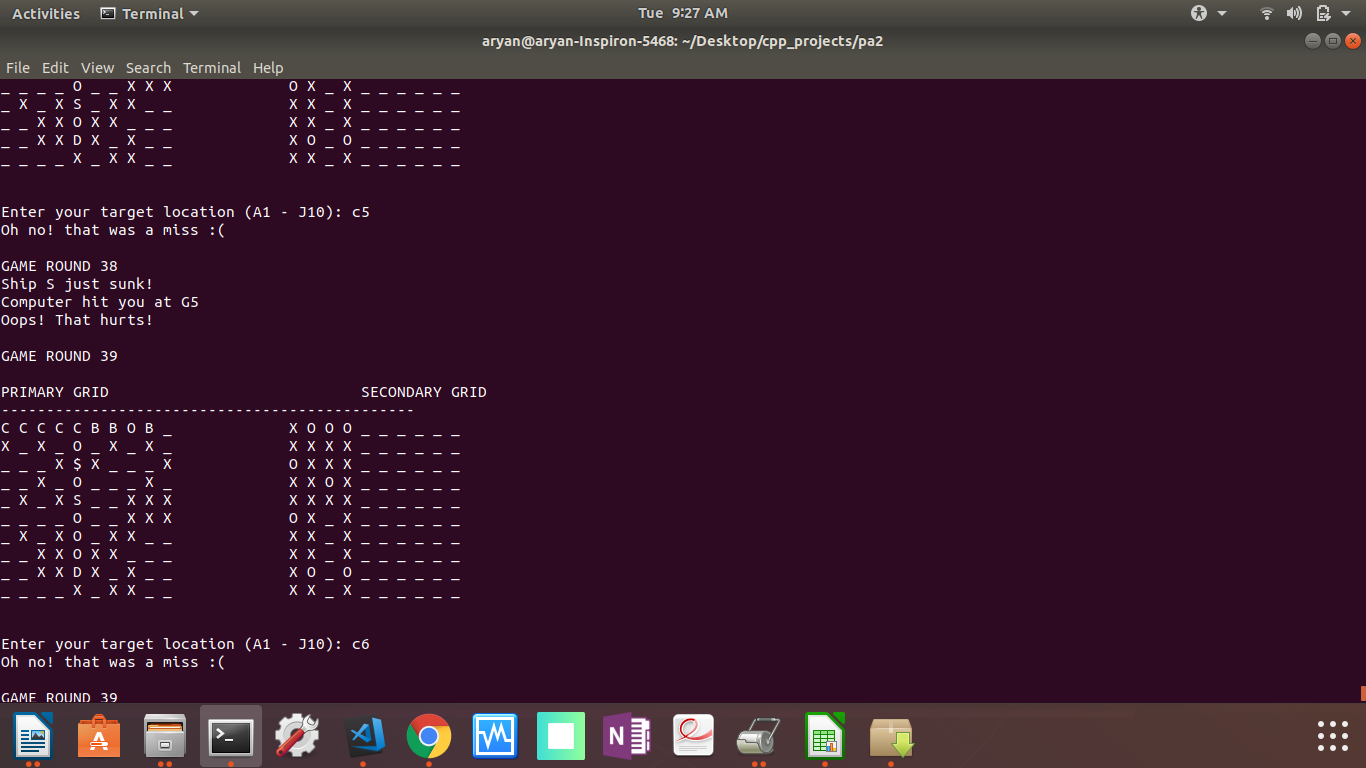 Activities Terminal Tue 9:27 AM
aryan@aryan-Inspiron-5468: ~/Desktop/cpp_projects/pa2
File Edit View Search Terminal Help
_ _ _ _ O _ _ X X X             O X _ X _ _ _ _ _ _
_ X _ X S _ X X _ _             X X _ X _ _ _ _ _ _
_ _ X X O X X _ _ _             X X _ X _ _ _ _ _ _
_ _ X X D X _ X _ _             X O _ O _ _ _ _ _ _
_ _ _ _ X _ X X _ _             X X _ X _ _ _ _ _ _
Enter your target location (A1 - J10): c5
Oh no! that was a miss :(
GAME ROUND 38
Ship S just sunk!
Computer hit you at G5
Oops! That hurts!
GAME ROUND 39
PRIMARY GRID                            SECONDARY GRID
----------------------------------------------
C C C C C B B O B _             X O O O _ _ _ _ _ _
X _ X _ O _ X _ X _             X X X X _ _ _ _ _ _
_ _ _ X $ X _ _ _ X             O X X X _ _ _ _ _ _
_ _ X _ O _ _ _ X _             X X O X _ _ _ _ _ _
_ X _ X S _ _ X X X             X X X X _ _ _ _ _ _
_ _ _ _ O _ _ X X X             O X _ X _ _ _ _ _ _
_ X _ X O _ X X _ _             X X _ X _ _ _ _ _ _
_ _ X X O X X _ _ _             X X _ X _ _ _ _ _ _
_ _ X X D X _ X _ _             X O _ O _ _ _ _ _ _
_ _ _ _ X _ X X _ _             X X _ X _ _ _ _ _ _
Enter your target location (A1 - J10): c6
Oh no! that was a miss :(
GAME ROUND 39